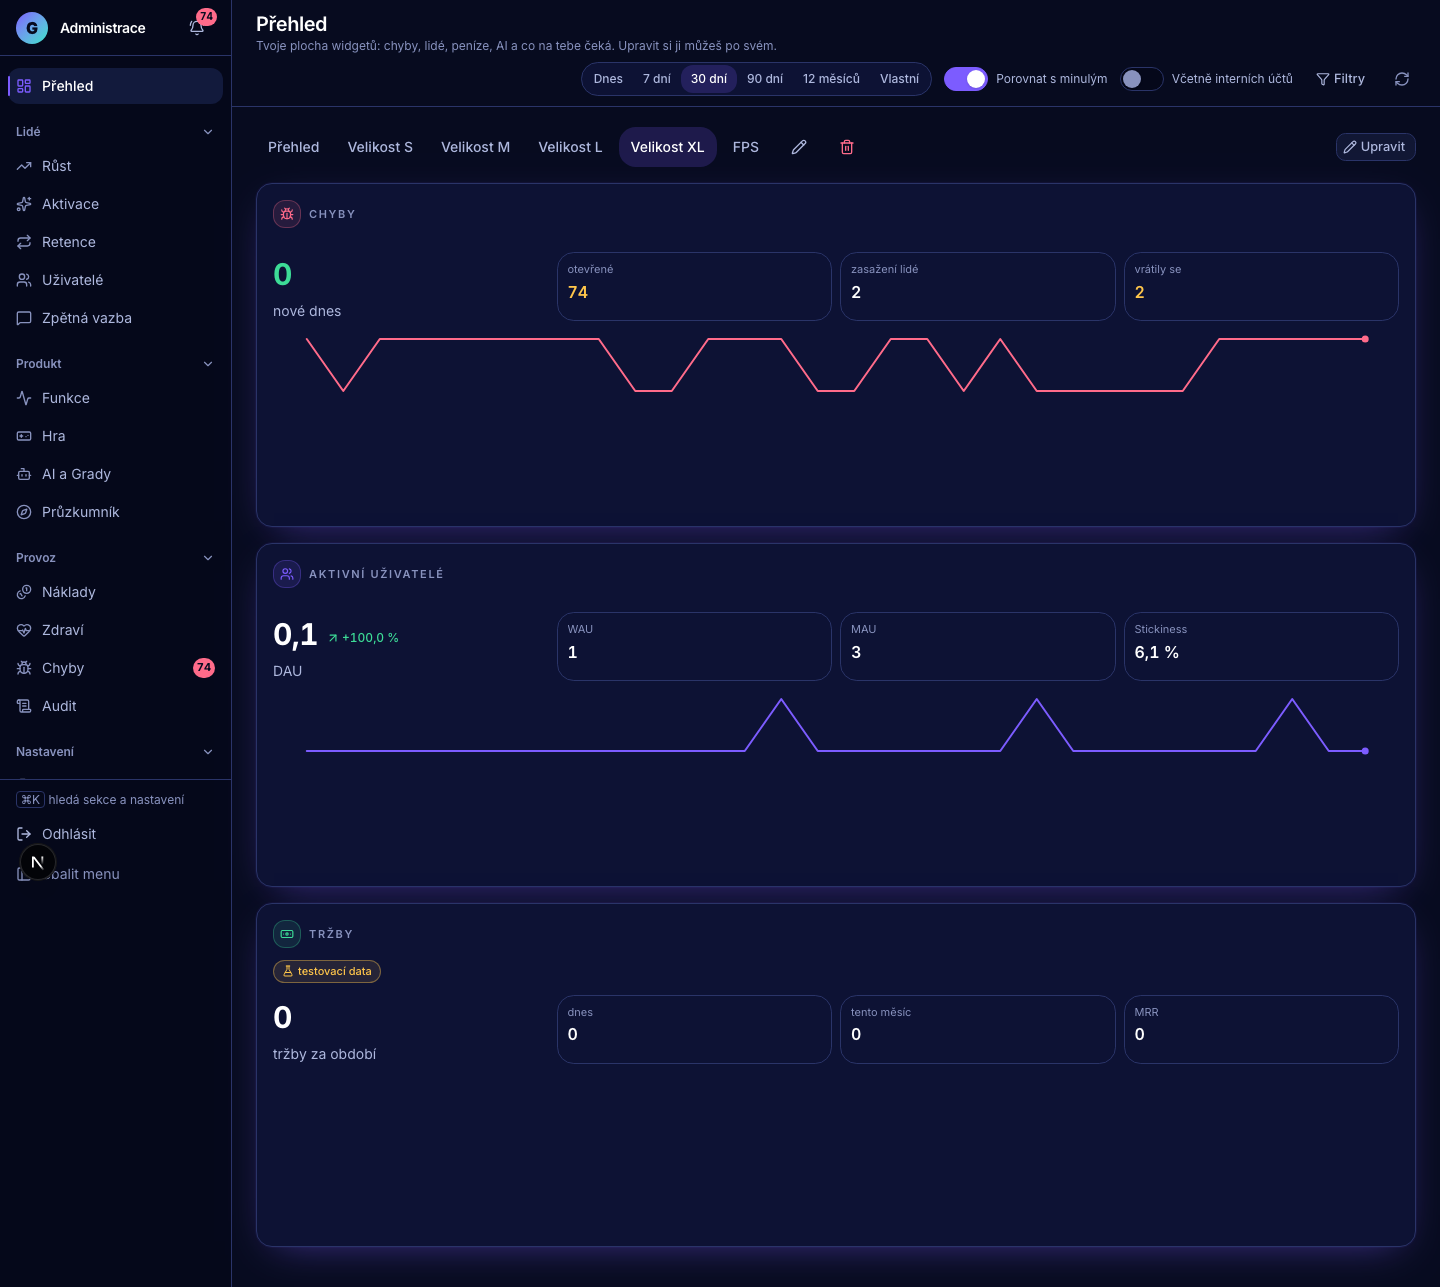 G Administrace 74
Přehled
Lidé
Růst
Aktivace
Retence
Uživatelé
Zpětná vazba
Produkt
Funkce
Hra
AI a Grady
Průzkumník
Provoz
Náklady
Zdraví
Chyby 74
Audit
Nastavení
⌘K hledá sekce a nastavení
Odhlásit
N
balit menu
Přehled
Tvoje plocha widgetů: chyby, lidé, peníze, AI a co na tebe čeká. Upravit si ji můžeš po svém.
Dnes 7 dní 30 dní 90 dní 12 měsíců Vlastní Porovnat s minulým Včetně interních účtů Filtry
Přehled Velikost S Velikost M Velikost L Velikost XL FPS Upravit
CHYBY
0
nové dnes
otevřené
74
zasažení lidé
2
vrátily se
2
AKTIVNÍ UŽIVATELÉ
0,1 +100,0 %
DAU
WAU
1
MAU
3
Stickiness
6,1 %
TRŽBY
testovací data
0
tržby za období
dnes
0
tento měsíc
0
MRR
0